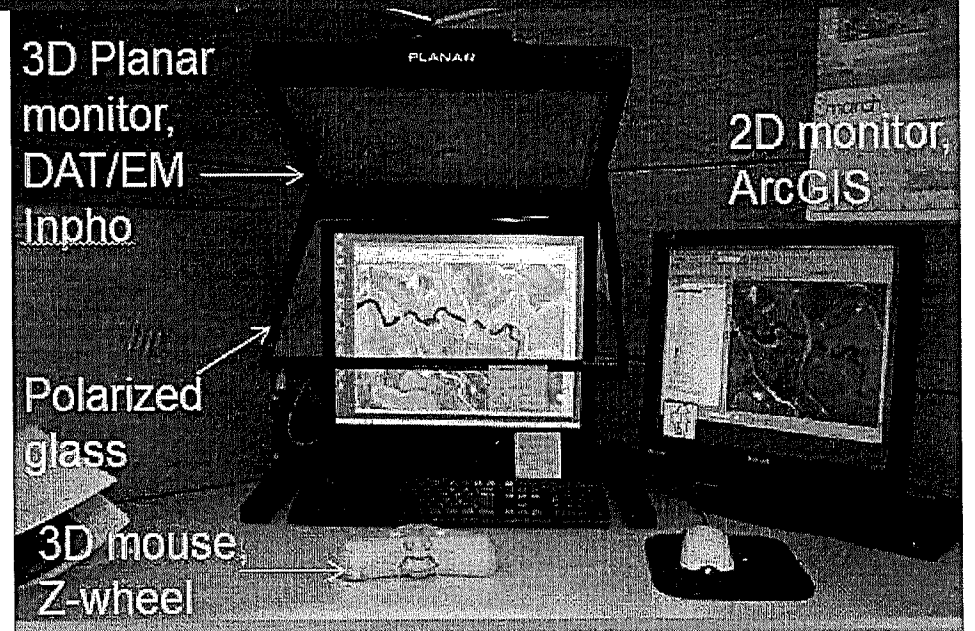 3D Planar
monitor,
DAT/EM
Inpho
PLANAR
2D monitor,
ArcGIS
Polarized
glass
3D mouse,
Z-wheel